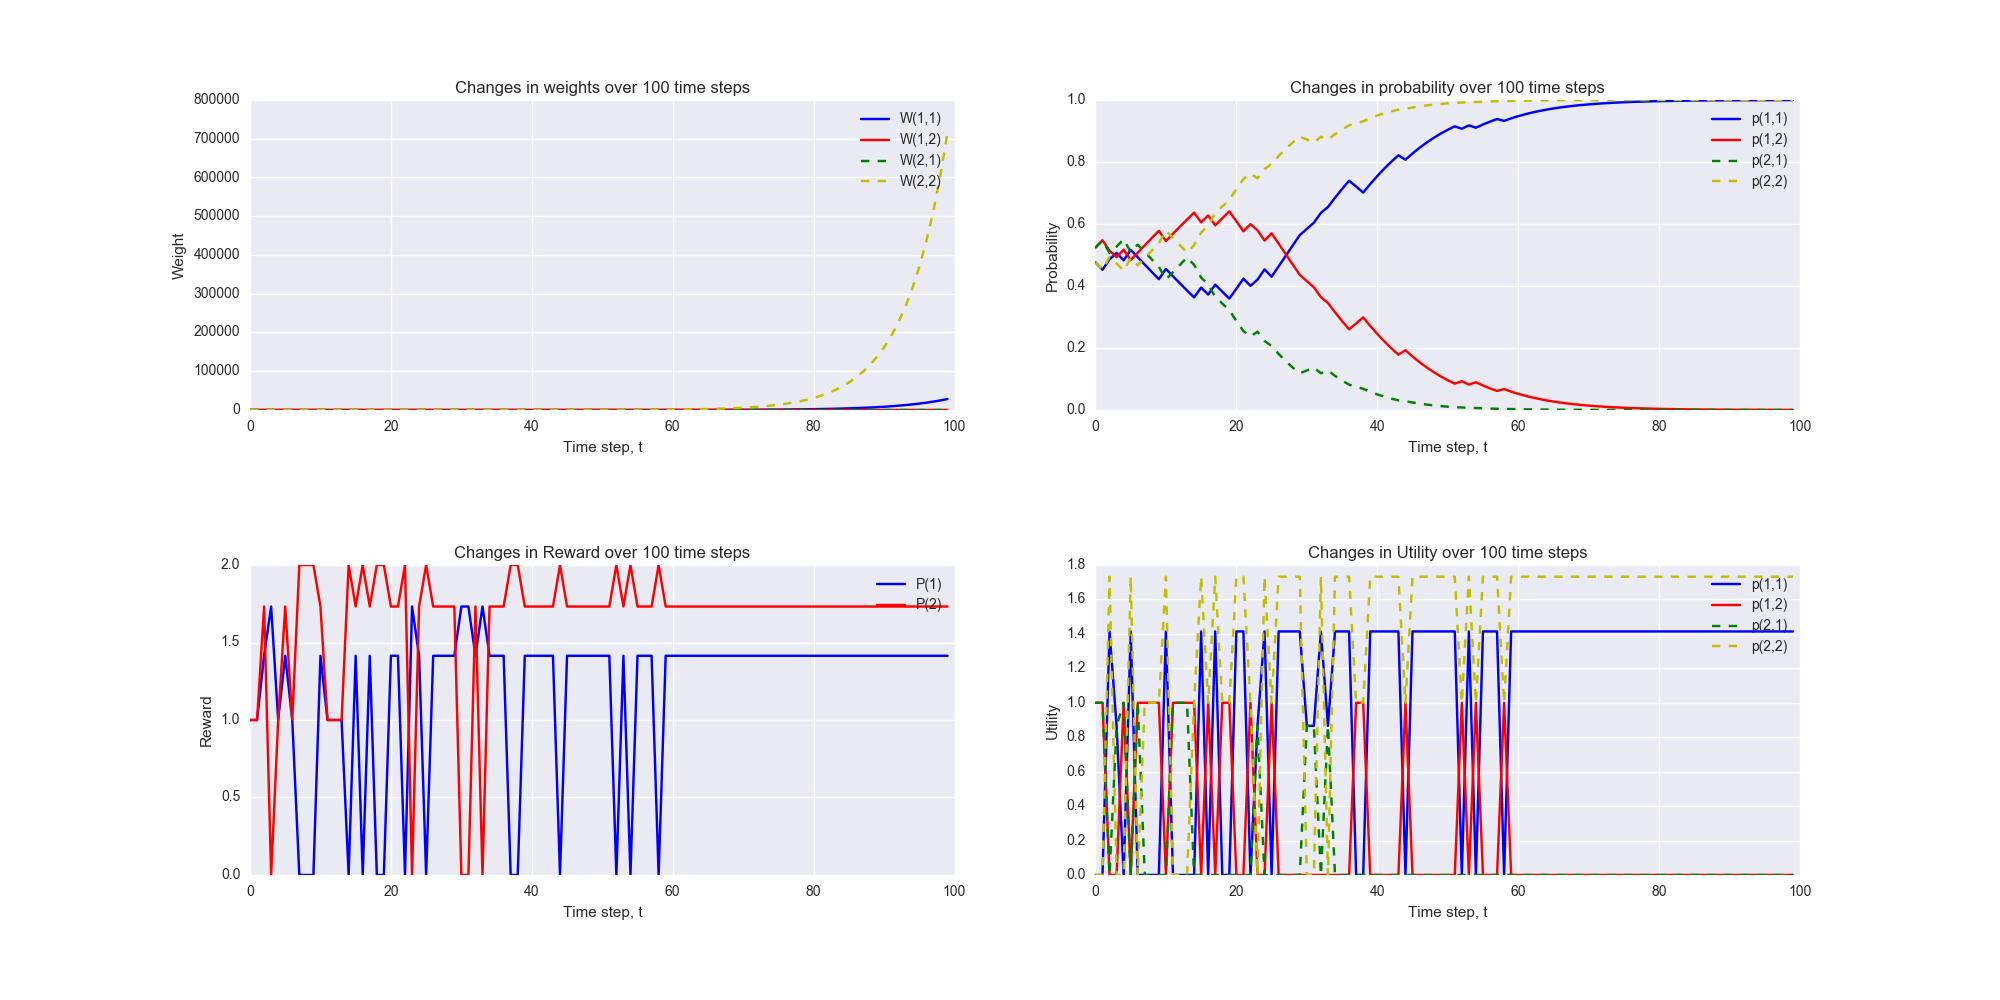 Changes in weights over 100 time steps
800000
700000
600000
500000
400000
300000
200000
100000
0
Weight
W(1,1)
W(1,2)
W(2,1)
W(2,2)
0 20 40 60 80 100
Time step, t
Changes in probability over 100 time steps
1.0
0.8
0.6
0.4
0.2
0.0
Probability
p(1,1)
p(1,2)
p(2,1)
p(2,2)
0 20 40 60 80 100
Time step, t
Changes in Reward over 100 time steps
2.0
1.5
1.0
0.5
0.0
Reward
P(1)
P(2)
0 20 40 60 80 100
Time step, t
Changes in Utility over 100 time steps
1.8
1.6
1.4
1.2
1.0
0.8
0.6
0.4
0.2
0.0
Utility
p(1,1)
p(1,2)
p(2,1)
p(2,2)
0 20 40 60 80 100
Time step, t